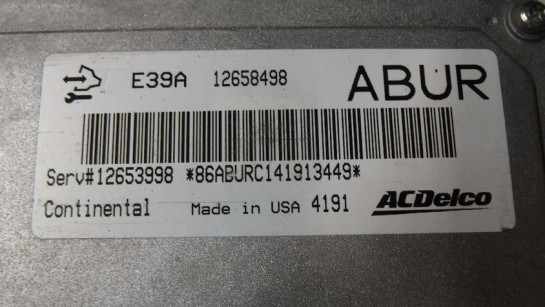 E39A 12658498 ABUR
Serv#12653998 *86ABURC141913449*
Continental Made in USA 4191 ACDelco